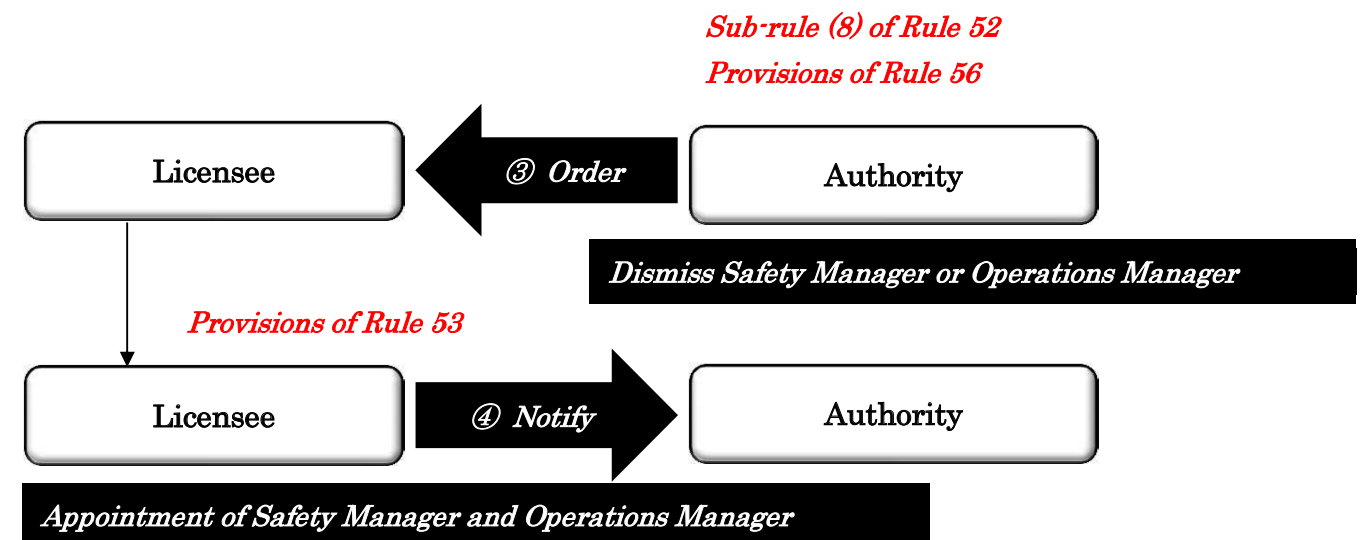 Sub-rule (8) of Rule 52
Provisions of Rule 56
Licensee
③ Order
Authority
Dismiss Safety Manager or Operations Manager
Provisions of Rule 53
Licensee
④ Notify
Authority
Appointment of Safety Manager and Operations Manager